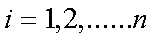 i = 1,2,......n